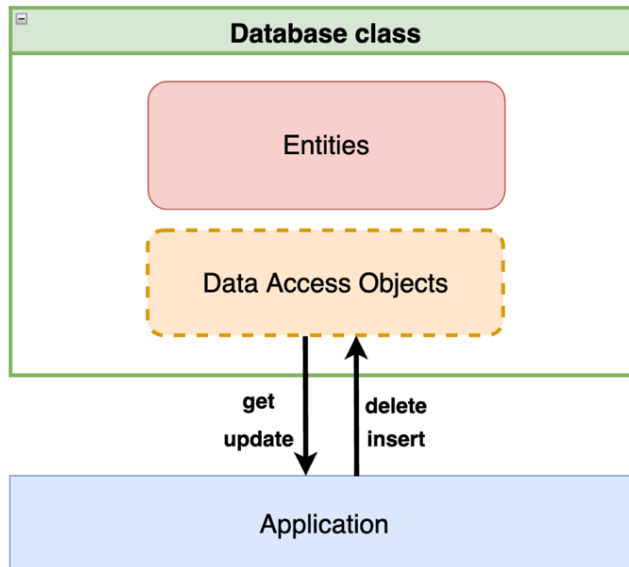 Database class
Entities
Data Access Objects
get
update
delete
insert
Application